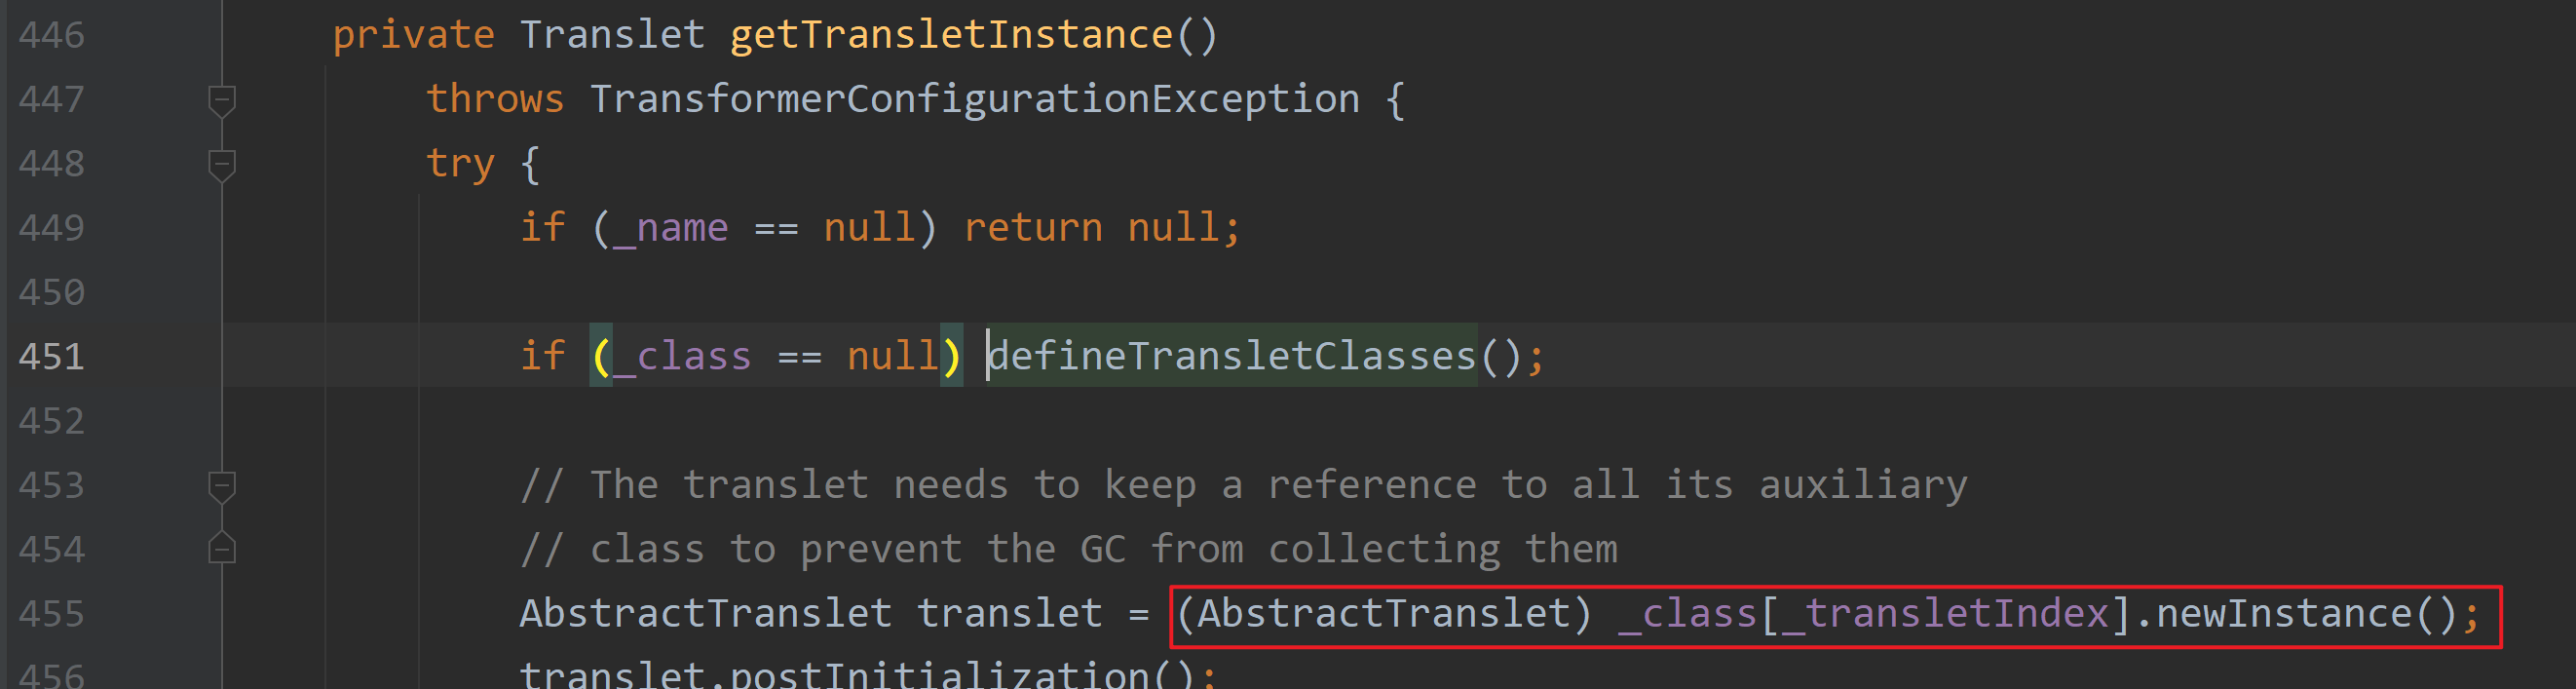 446 private Translet getTransletInstance()
447 throws TransformerConfigurationException {
448 try {
449 if (_name == null) return null;
450
451 if (_class == null) defineTransletClasses();
452
453 // The translet needs to keep a reference to all its auxiliary
454 // class to prevent the GC from collecting them
455 AbstractTranslet translet = (AbstractTranslet) _class[_transletIndex].newInstance();
456 translet.postInitialization();